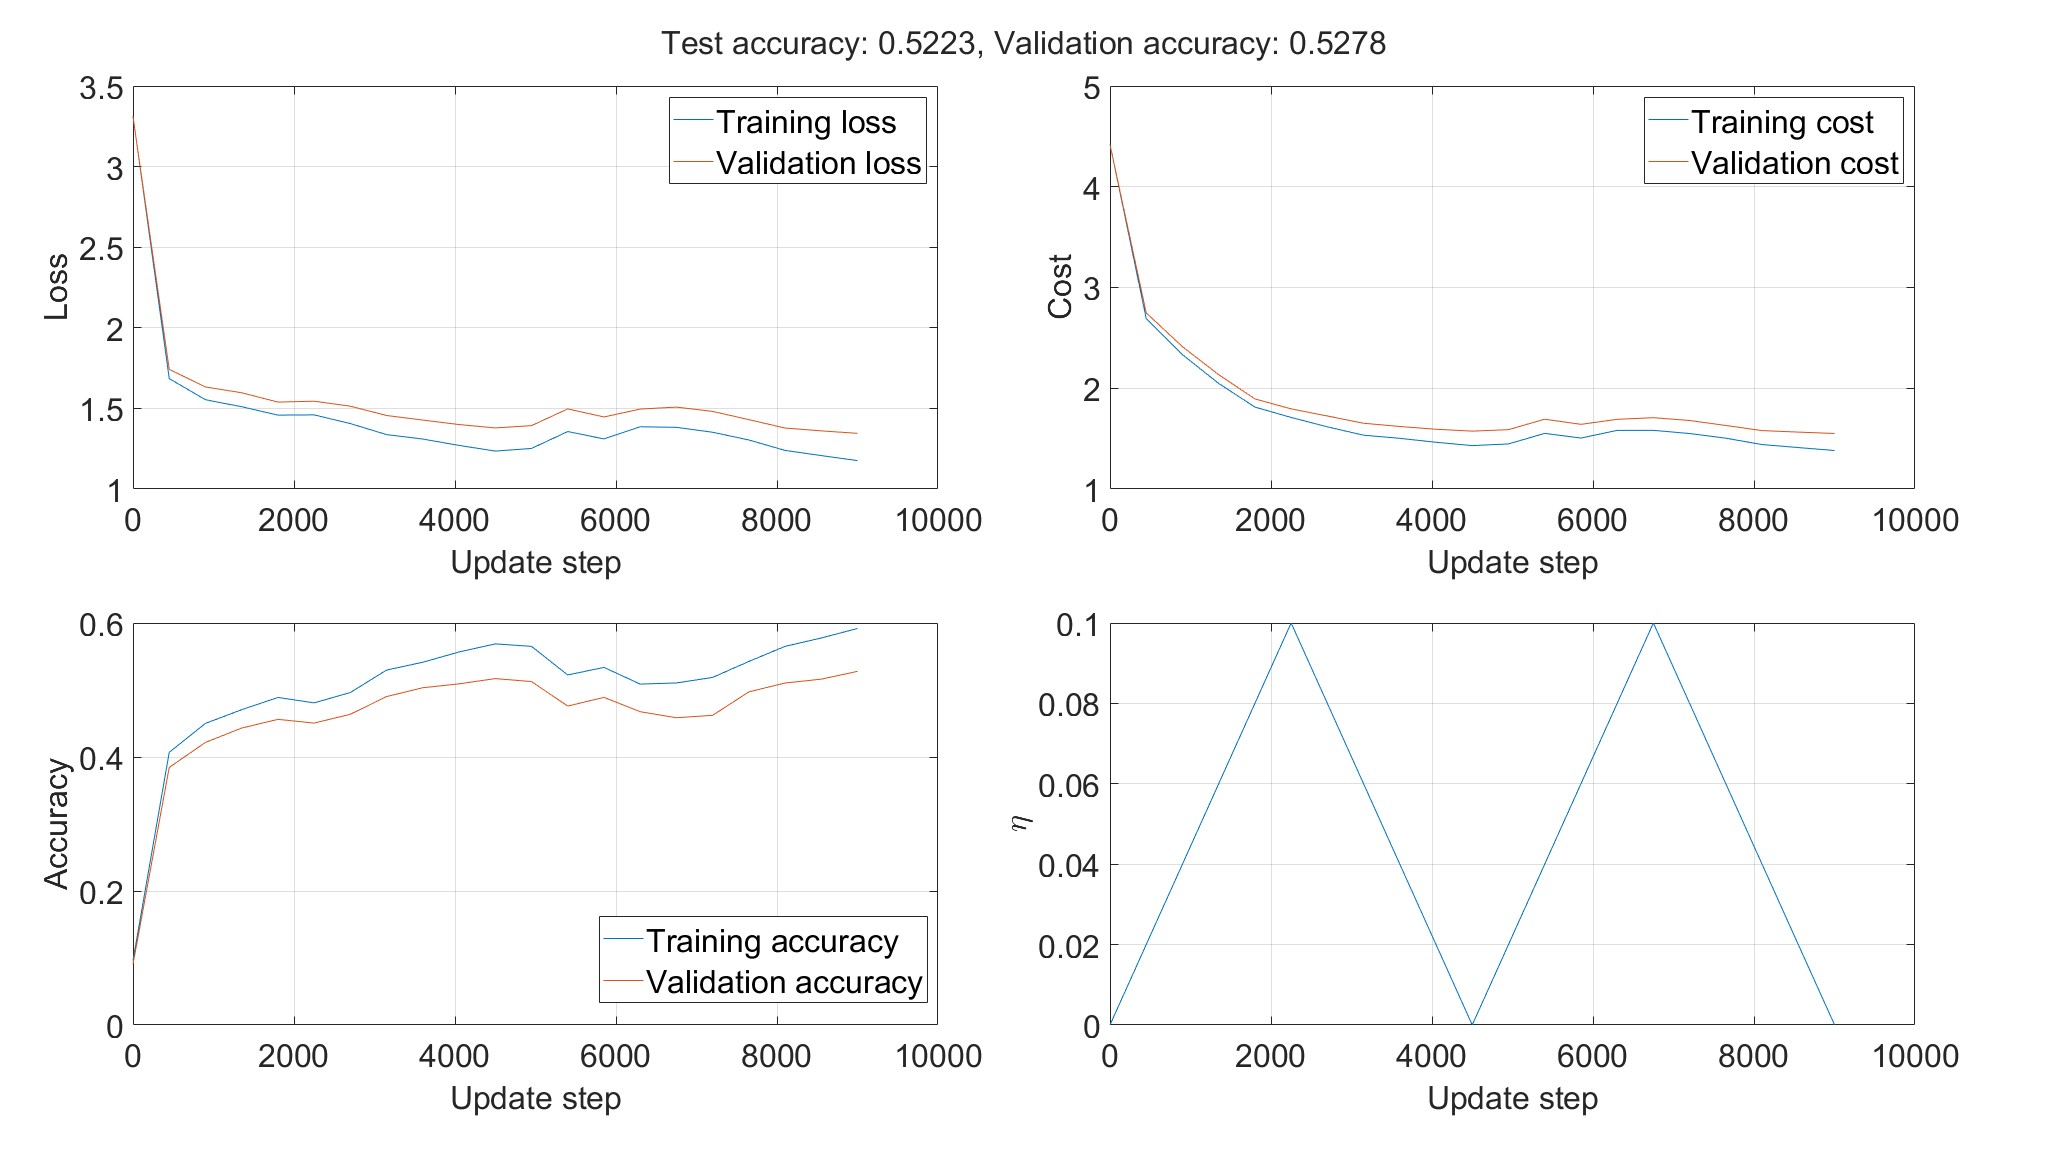 Test accuracy: 0.5223, Validation accuracy: 0.5278
3.5
3
2.5
2
1.5
1
Loss
Training loss
Validation loss
0 2000 4000 6000 8000 10000
Update step
5
4
3
2
1
Cost
Training cost
Validation cost
0 2000 4000 6000 8000 10000
Update step
0.6
0.4
0.2
0
Accuracy
Training accuracy
Validation accuracy
0 2000 4000 6000 8000 10000
Update step
0.1
0.08
0.06
0.04
0.02
0
η
0 2000 4000 6000 8000 10000
Update step